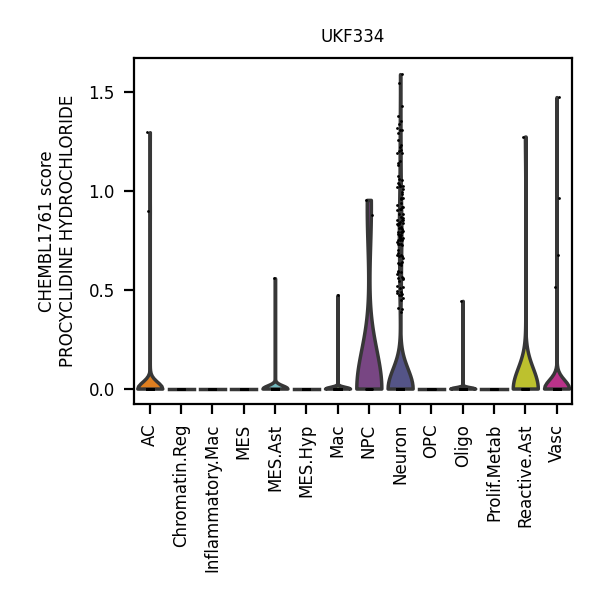 UKF334
CHEMBL1761 score
PROCYCLIDINE HYDROCHLORIDE
1.5
1.0
0.5
0.0
AC
Chromatin.Reg
Inflammatory.Mac
MES
MES.Ast
MES.Hyp
Mac
NPC
Neuron
OPC
Oligo
Prolif.Metab
Reactive.Ast
Vasc